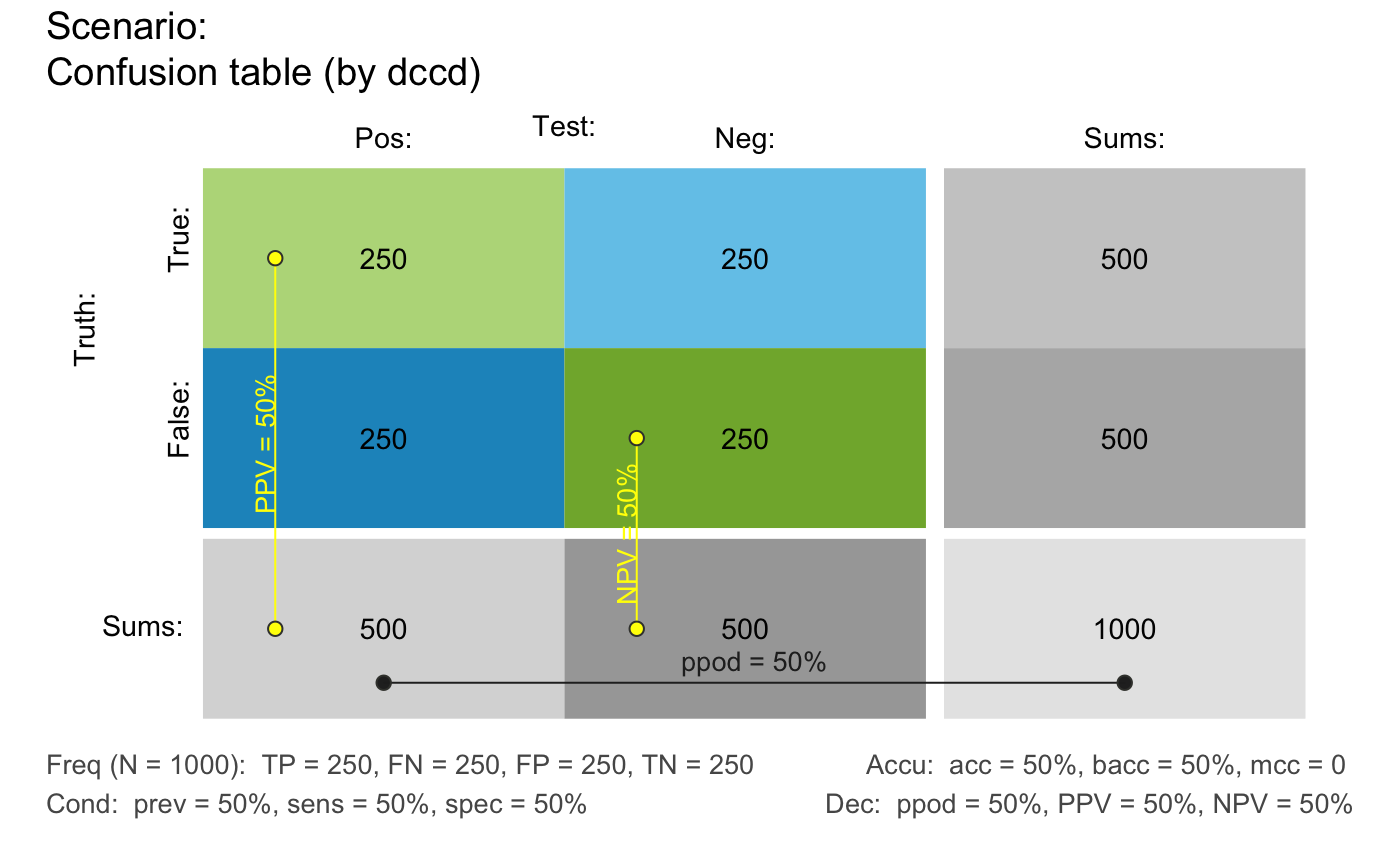 Scenario:
Confusion table (by dccd)
Test:
Pos:
Neg:
Sums:
Truth:
True:
250
250
500
False:
250
250
500
PPV = 50%
NPV = 50%
Sums:
500
500
1000
ppod = 50%
Freq (N = 1000):  TP = 250, FN = 250, FP = 250, TN = 250
Accu:  acc = 50%, bacc = 50%, mcc = 0
Cond:  prev = 50%, sens = 50%, spec = 50%
Dec:  ppod = 50%, PPV = 50%, NPV = 50%